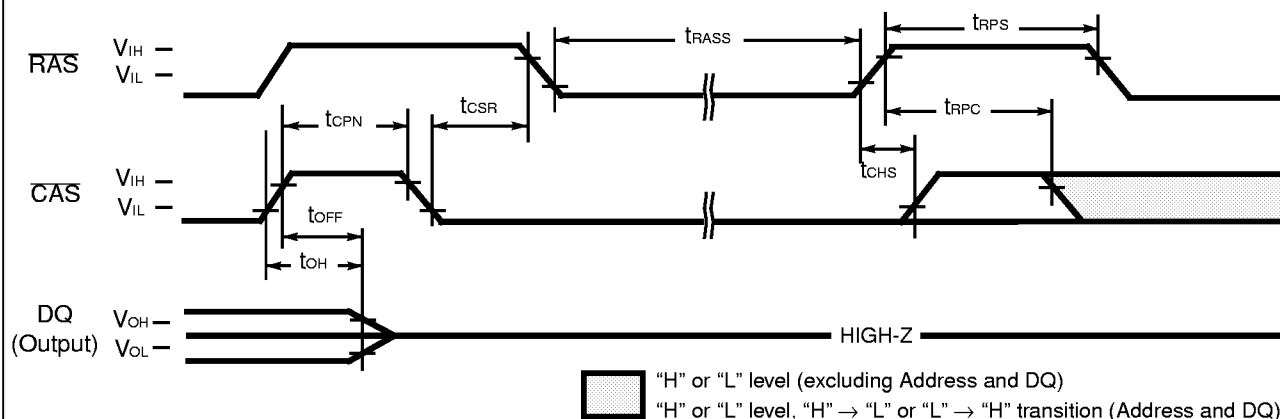 tRPS
VIH
RAS
tRASS
VIL
tCPN
tCSR
tRPC
tCHS
VIH
CAS
VIL
tOFF
tOH
DQ
(Output)
VOH
VOL
HIGH-Z
“H” or “L” level (excluding Address and DQ)
“H” or “L” level, “H” → “L” or “L” → “H” transition (Address and DQ)